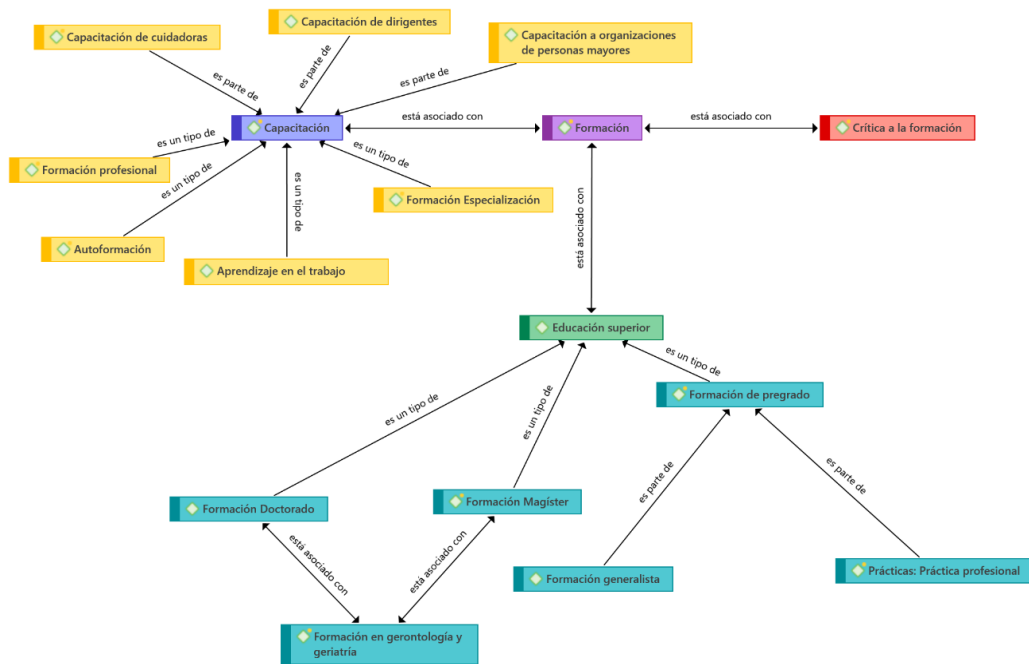 Capacitación de cuidadoras
Capacitación de dirigentes
Capacitación a organizaciones
de personas mayores
es parte de
es parte de
es parte de
Capacitación
está asociado con
Formación
está asociado con
Crítica a la formación
es un tipo de
Formación profesional
es un tipo de
es un tipo de
es un tipo de
Formación Especialización
Autoformación
Aprendizaje en el trabajo
está asociado con
Educación superior
es un tipo de
es un tipo de
es un tipo de
Formación de pregrado
es parte de
es parte de
Formación Doctorado
Formación Magíster
está asociado con
está asociado con
Formación generalista
Prácticas: Práctica profesional
Formación en gerontología y
geriatría